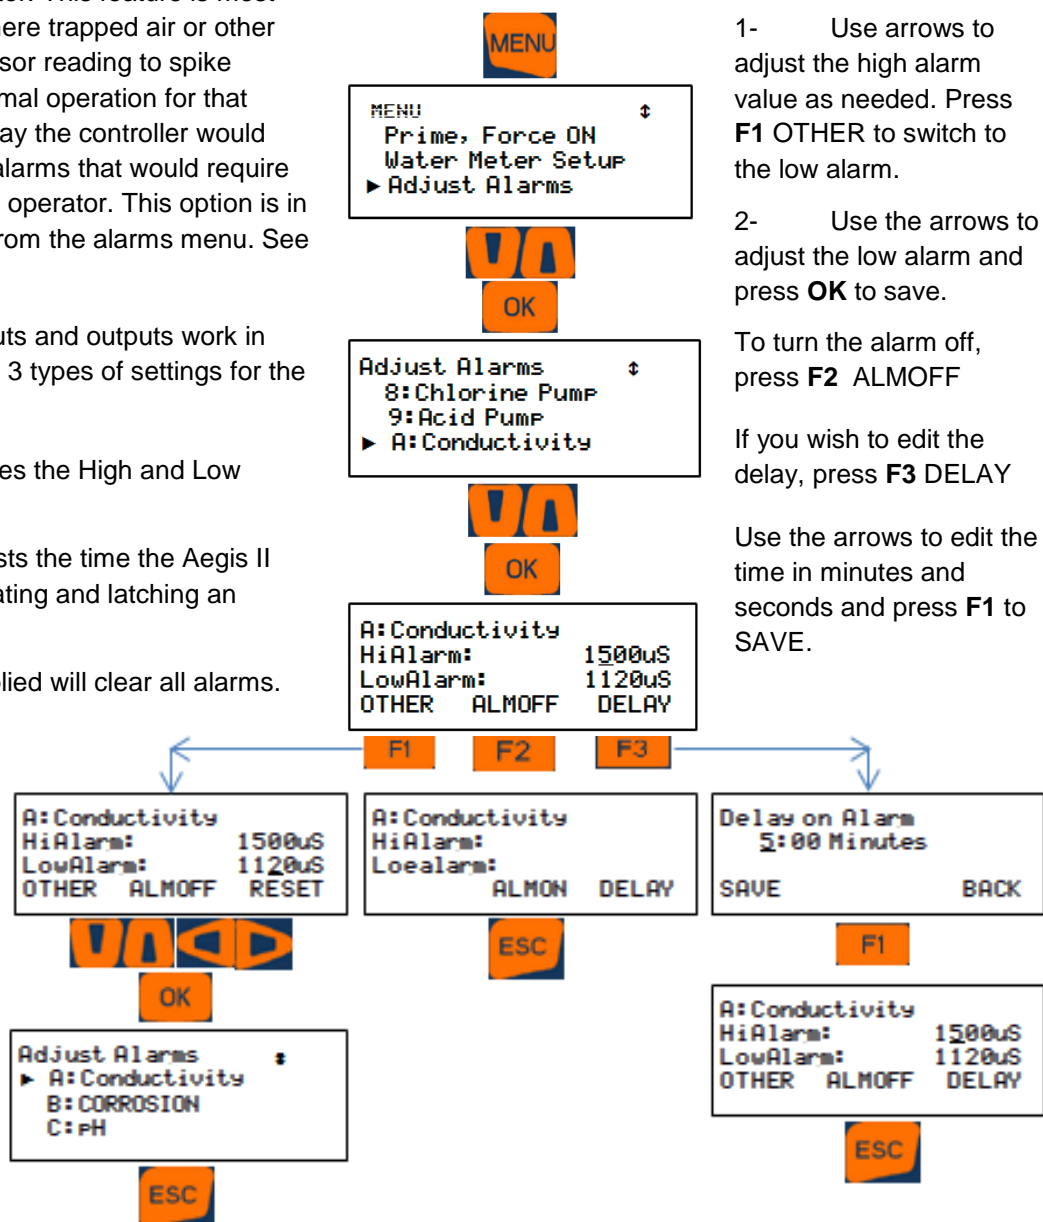 ere trapped air or other
sor reading to spike
mal operation for that
ay the controller would
alarms that would require
operator. This option is in
rom the alarms menu. See
uts and outputs work in
3 types of settings for the
es the High and Low
sts the time the Aegis II
ating and latching an
lied will clear all alarms.
MENU
MENU ↕
Prime, Force ON
Water Meter Setup
► Adjust Alarms
OK
Adjust Alarms ↕
8:Chlorine Pump
9:Acid Pump
► A:Conductivity
OK
A:Conductivity
HiAlarm: 1500uS
LowAlarm: 1120uS
OTHER ALMOFF DELAY
F1 F2 F3
1- Use arrows to
adjust the high alarm
value as needed. Press
F1 OTHER to switch to
the low alarm.
2- Use the arrows to
adjust the low alarm and
press OK to save.
To turn the alarm off,
press F2 ALMOFF
If you wish to edit the
delay, press F3 DELAY
Use the arrows to edit the
time in minutes and
seconds and press F1 to
SAVE.
A:Conductivity
HiAlarm: 1500uS
LowAlarm: 1120uS
OTHER ALMOFF RESET
OK
Adjust Alarms ↕
► A:Conductivity
B:CORROSION
C:pH
ESC
A:Conductivity
HiAlarm:
Loealarm:
ALMON DELAY
ESC
Delay on Alarm
5:00 Minutes
SAVE BACK
F1
A:Conductivity
HiAlarm: 1500uS
LowAlarm: 1120uS
OTHER ALMOFF DELAY
ESC